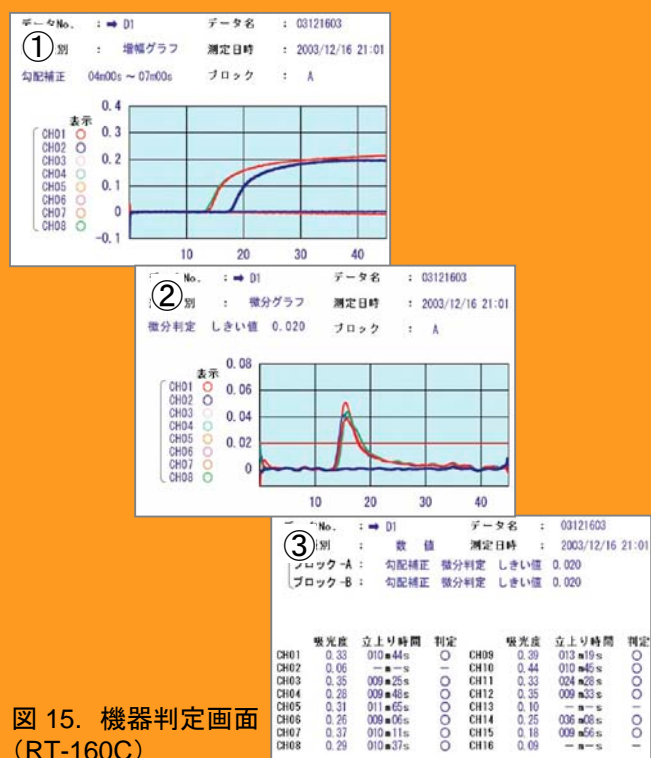 データNo. : ➡ D1 データ名 : 03121603
① 別 : 増幅グラフ 測定日時 : 2003/12/16 21:01
勾配補正 04m00s ~ 07m00s ブロック : A
表示
CH01
CH02
CH03
CH04
CH05
CH06
CH07
CH08
0.4
0.3
0.2
0.1
0
-0.1
10 20 30 40
No. : ➡ D1 データ名 : 03121603
② 別 : 微分グラフ 測定日時 : 2003/12/16 21:01
微分判定 しきい値 0.020 ブロック : A
表示
CH01
CH02
CH03
CH04
CH05
CH06
CH07
CH08
0.08
0.06
0.04
0.02
0
10 20 30 40
No. : ➡ D1 データ名 : 03121603
③ 別 : 数 値 測定日時 : 2003/12/16 21:01
ブロック-A : 勾配補正 微分判定 しきい値 0.020
ブロック-B : 勾配補正 微分判定 しきい値 0.020
吸光度 立上り時間 判定 吸光度 立上り時間 判定
CH01 0.33 010m44s ○ CH09 0.39 013m19s ○
CH02 0.06 -m-s - CH10 0.44 010m45s ○
CH03 0.35 009m25s ○ CH11 0.33 024m28s ○
CH04 0.28 009m48s ○ CH12 0.35 009m33s ○
CH05 0.31 011m65s ○ CH13 0.10 -m-s -
CH06 0.26 009m06s ○ CH14 0.25 036m08s ○
CH07 0.37 010m11s ○ CH15 0.18 009m56s ○
CH08 0.29 010m37s ○ CH16 0.09 -m-s -
図 15. 機器判定画面
（RT-160C）